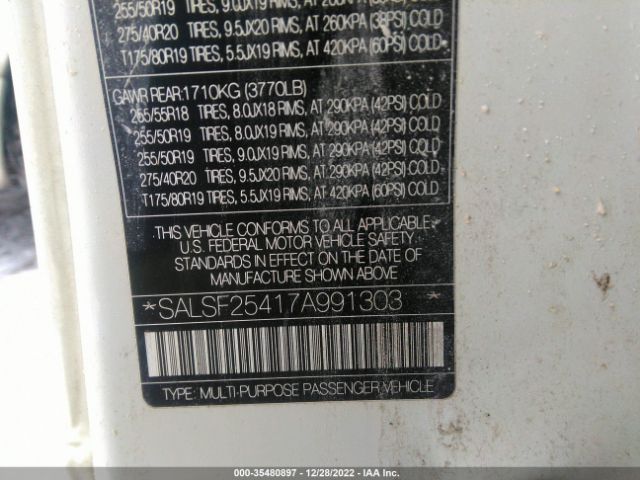 255/50R19 TIRES, 9.0JX19 RIMS, AT
275/40R20 TIRES, 9.5JX20 RIMS, AT 260KPA (38PSI) COLD
T175/80R19 TIRES, 5.5JX19 RIMS, AT 420KPA (60PSI) COLD
GAWR REAR:1710KG (3770LB)
255/55R18 TIRES, 8.0JX18 RIMS, AT 290KPA (42PSI) COLD
255/50R19 TIRES, 8.0JX19 RIMS, AT 290KPA (42PSI) COLD
255/50R19 TIRES, 9.0JX19 RIMS, AT 290KPA (42PSI) COLD
275/40R20 TIRES, 9.5JX20 RIMS, AT 290KPA (42PSI) COLD
T175/80R19 TIRES, 5.5JX19 RIMS, AT 420KPA (60PSI) COLD
THIS VEHICLE CONFORMS TO ALL APPLICABLE
U.S. FEDERAL MOTOR VEHICLE SAFETY
STANDARDS IN EFFECT ON THE DATE OF
MANUFACTURE SHOWN ABOVE
*SALSF25417A991303 *
TYPE: MULTI-PURPOSE PASSENGER VEHICLE
000-35480897 - 12/28/2022 - IAA Inc.